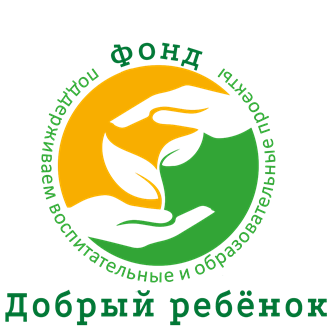 Фонд
поддерживаем воспитательные и образовательные проекты
Добрый ребёнок